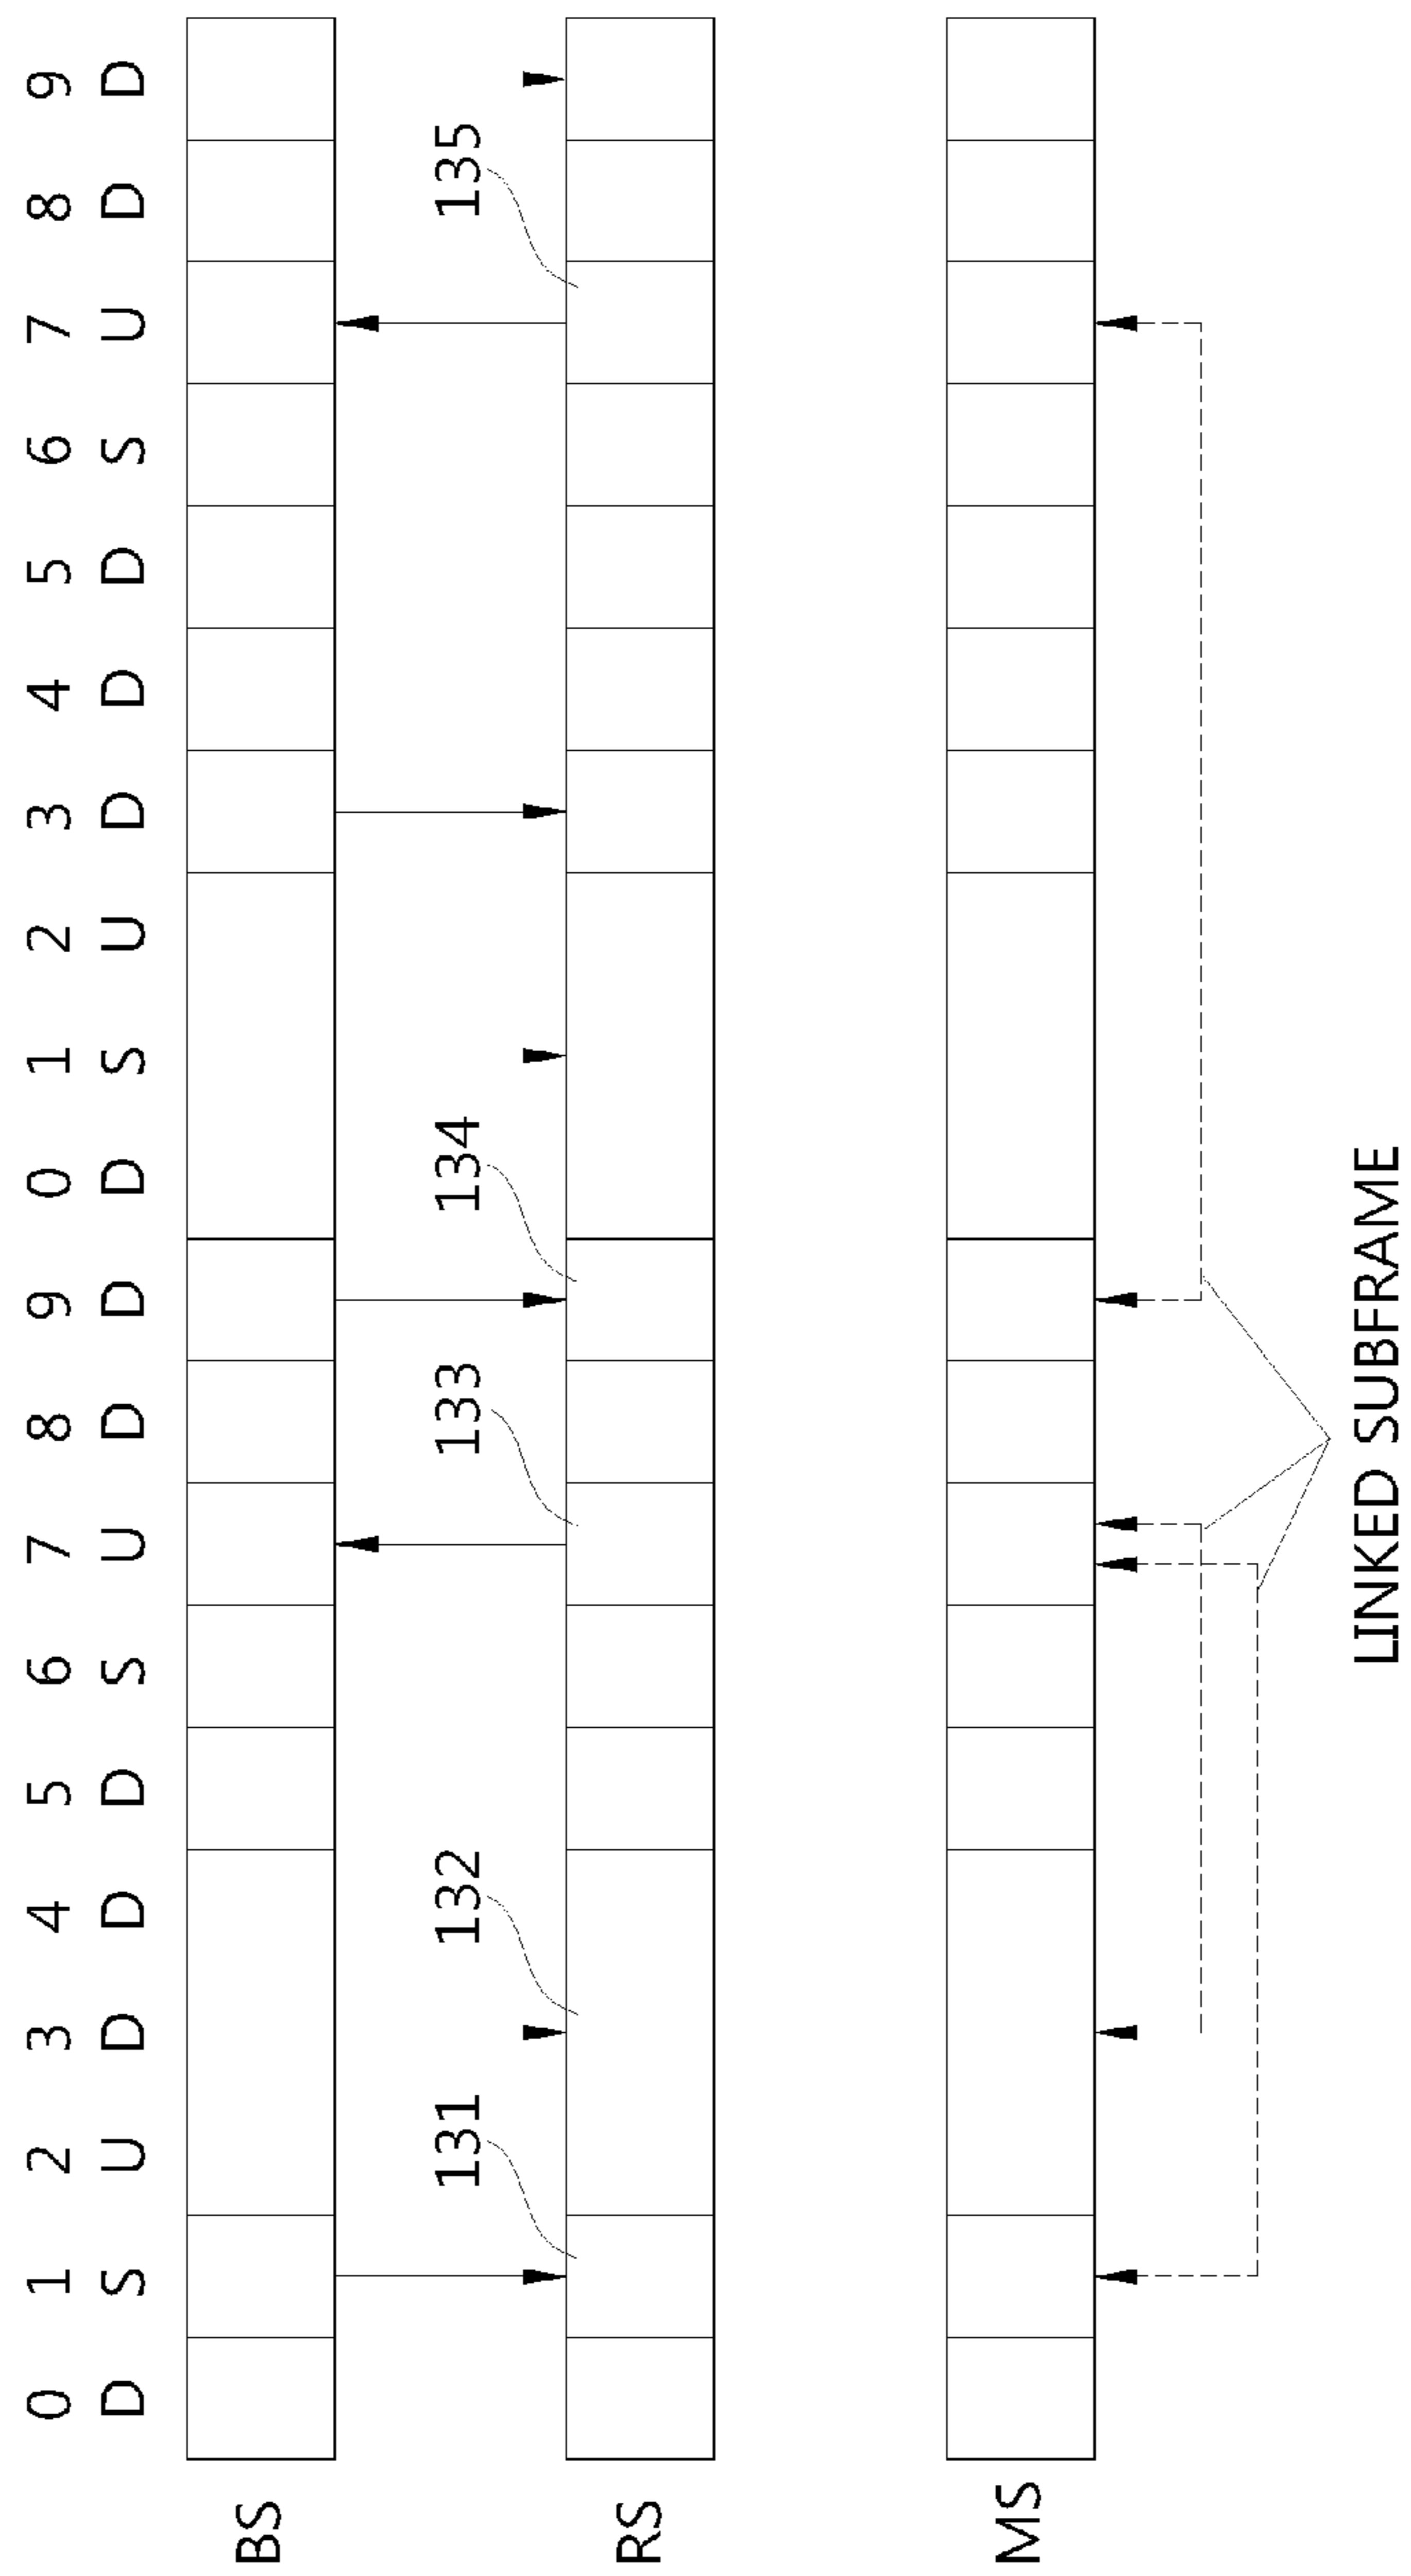 0 1 2 3 4 5 6 7 8 9 0 1 2 3 4 5 6 7 8 9
D S U D D D S U D D D S U D D D S U D D
BS
131 132 133 134 135
RS
MS
LINKED SUBFRAME